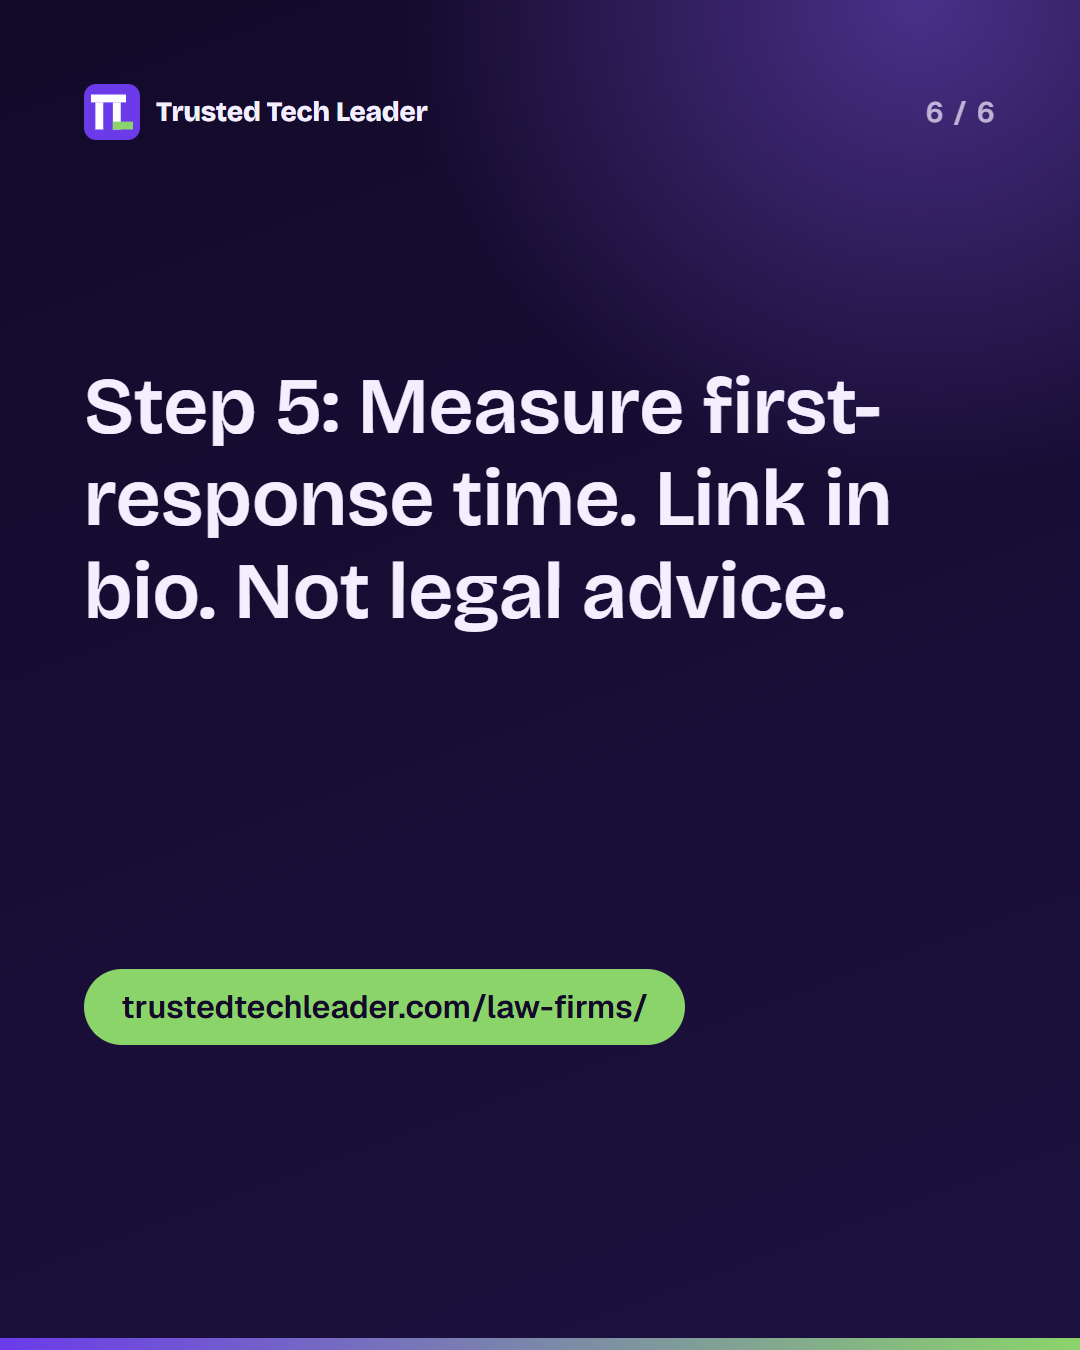 TL
Trusted Tech Leader
6 / 6
Step 5: Measure first-
response time. Link in
bio. Not legal advice.
trustedtechleader.com/law-firms/